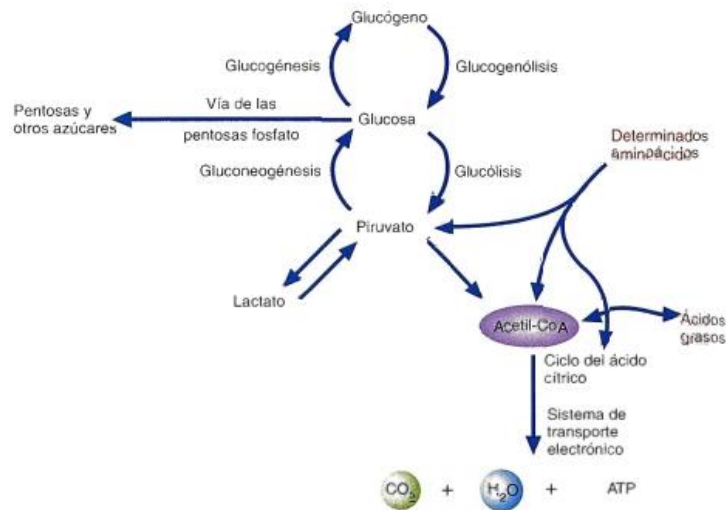 Glucógeno
Glucogénesis
Glucogenólisis
Pentosas y
otros azúcares
Vía de las
pentosas fosfato
Glucosa
Determinados
aminoácidos
Gluconeogénesis
Glucólisis
Piruvato
Lactato
Acetil-CoA
Ácidos
grasos
Ciclo del ácido
cítrico
Sistema de
transporte
electrónico
CO2 + H2O + ATP